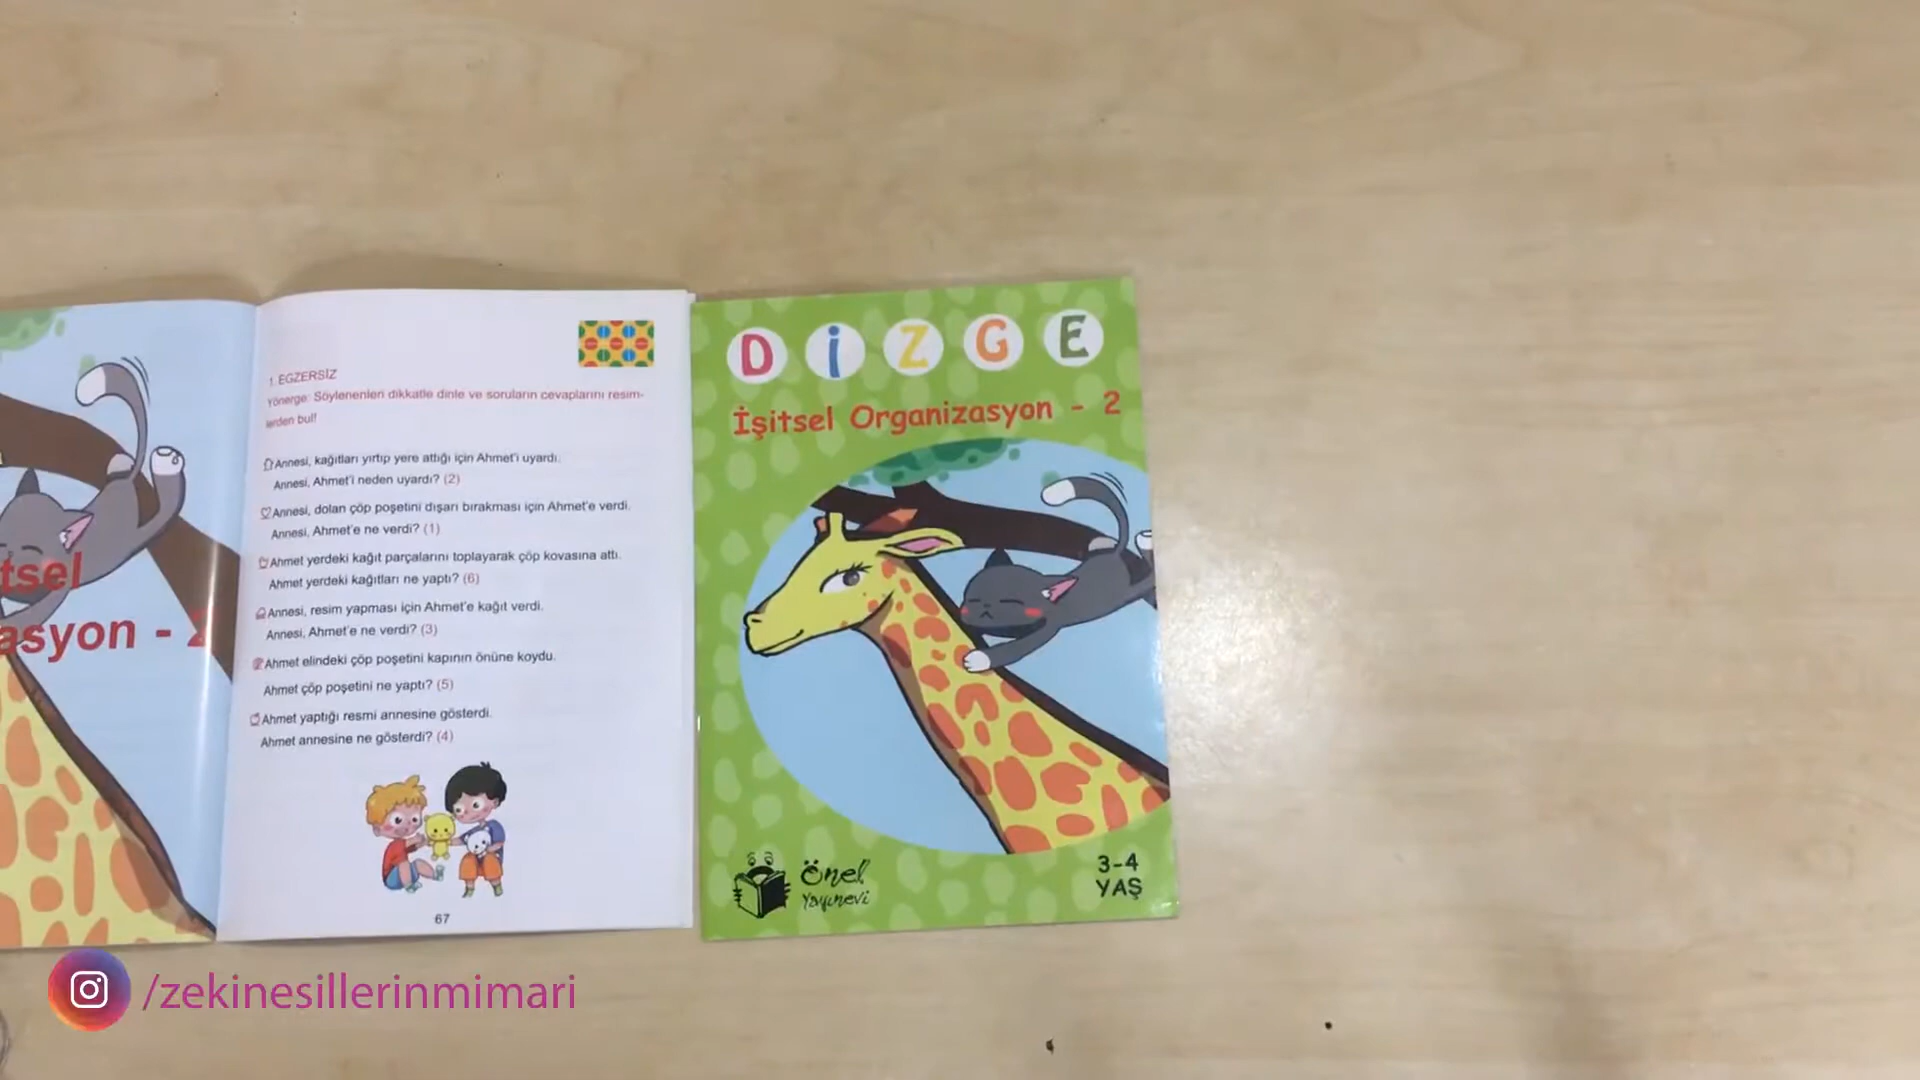 tsel
asyon - 2
1. EGZERSİZ
Yönerge: Söylenenleri dikkatle dinle ve soruların cevaplarını resim-
lerden bul!
Annesi, kağıtları yırtıp yere attığı için Ahmet'i uyardı.
Annesi, Ahmet'i neden uyardı? (2)
Annesi, dolan çöp poşetini dışarı bırakması için Ahmet'e verdi.
Annesi, Ahmet'e ne verdi? (1)
Ahmet yerdeki kağıt parçalarını toplayarak çöp kovasına attı.
Ahmet yerdeki kağıtları ne yaptı? (6)
Annesi, resim yapması için Ahmet'e kağıt verdi.
Annesi, Ahmet'e ne verdi? (3)
Ahmet elindeki çöp poşetini kapının önüne koydu.
Ahmet çöp poşetini ne yaptı? (5)
Ahmet yaptığı resmi annesine gösterdi.
Ahmet annesine ne gösterdi? (4)
67
DİZGE
İşitsel Organizasyon - 2
Önel
Yayınevi
3-4
YAŞ
/zekinesillerinmimari